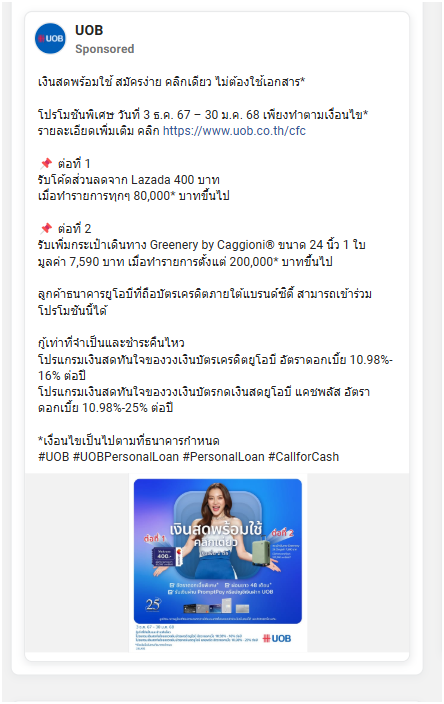 UOB
Sponsored
เงินสดพร้อมใช้ สมัครง่าย คลิกเดียว ไม่ต้องใช้เอกสาร*
โปรโมชันพิเศษ วันที่ 3 ธ.ค. 67 – 30 ม.ค. 68 เพียงทำตามเงื่อนไข*
รายละเอียดเพิ่มเติม คลิก https://www.uob.co.th/cfc
📌 ต่อที่ 1
รับโค้ดส่วนลดจาก Lazada 400 บาท
เมื่อทำรายการทุกๆ 80,000* บาทขึ้นไป
📌 ต่อที่ 2
รับเพิ่มกระเป๋าเดินทาง Greenery by Caggioni® ขนาด 24 นิ้ว 1 ใบ
มูลค่า 7,590 บาท เมื่อทำรายการตั้งแต่ 200,000* บาทขึ้นไป
ลูกค้าธนาคารยูโอบีที่ถือบัตรเครดิตภายใต้แบรนด์ซิตี้ สามารถเข้าร่วม
โปรโมชันนี้ได้
กู้เท่าที่จำเป็นและชำระคืนไหว
โปรแกรมเงินสดทันใจของวงเงินบัตรเครดิตยูโอบี อัตราดอกเบี้ย 10.98%-
16% ต่อปี
โปรแกรมเงินสดทันใจของวงเงินบัตรกดเงินสดยูโอบี แคชพลัส อัตรา
ดอกเบี้ย 10.98%-25% ต่อปี
*เงื่อนไขเป็นไปตามที่ธนาคารกำหนด
#UOB #UOBPersonalLoan #PersonalLoan #CallforCash
เงินสดพร้อมใช้
คลิกเดียว
ต่อที่ 1
ต่อที่ 2
400.-
25
UOB